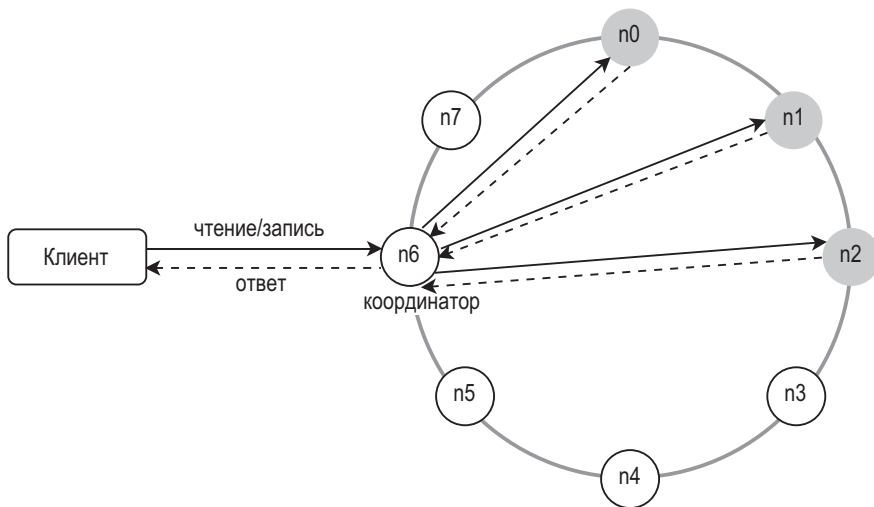 n0
n7
n1
чтение/запись
Клиент
n6
n2
ответ
координатор
n5
n3
n4